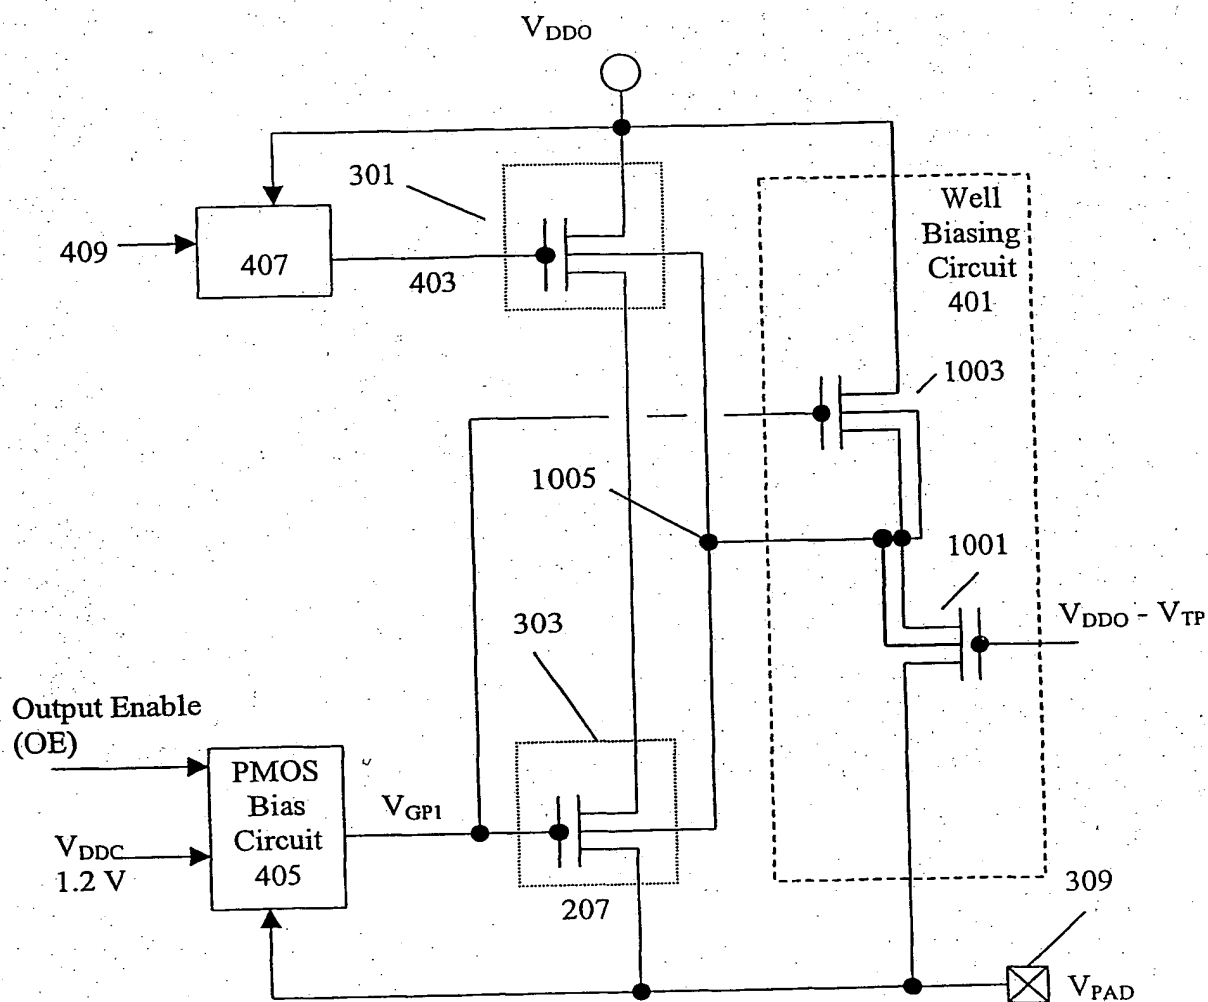 V_DDO
301
409
407
403
Well
Biasing
Circuit
401
1003
1005
1001
V_DDO - V_TP
303
Output Enable
(OE)
PMOS
Bias
Circuit
405
V_GP1
V_DDC
1.2 V
207
309
V_PAD